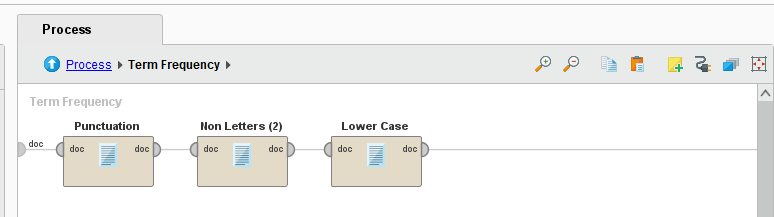 Process
Process ▸ Term Frequency ▸
Term Frequency
Punctuation Non Letters (2) Lower Case
doc doc doc doc doc doc doc